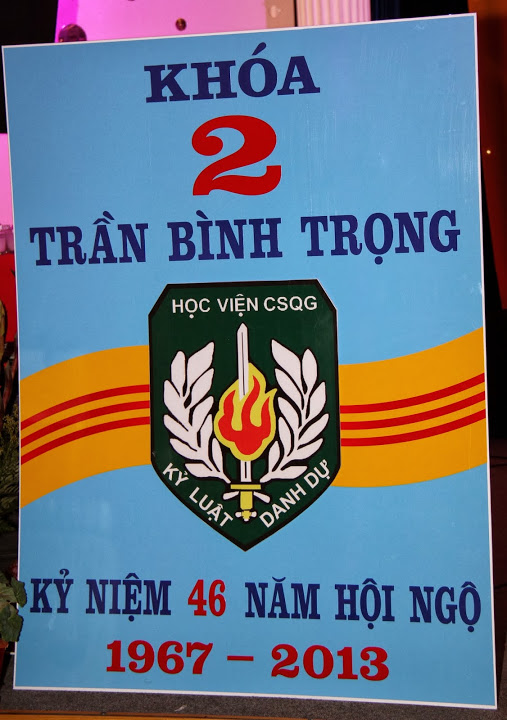 KHÓA
2
TRẦN BÌNH TRỌNG
HỌC VIỆN CSQG
KỶ LUẬT DANH DỰ
KỶ NIỆM 46 NĂM HỘI NGỘ
1967 – 2013